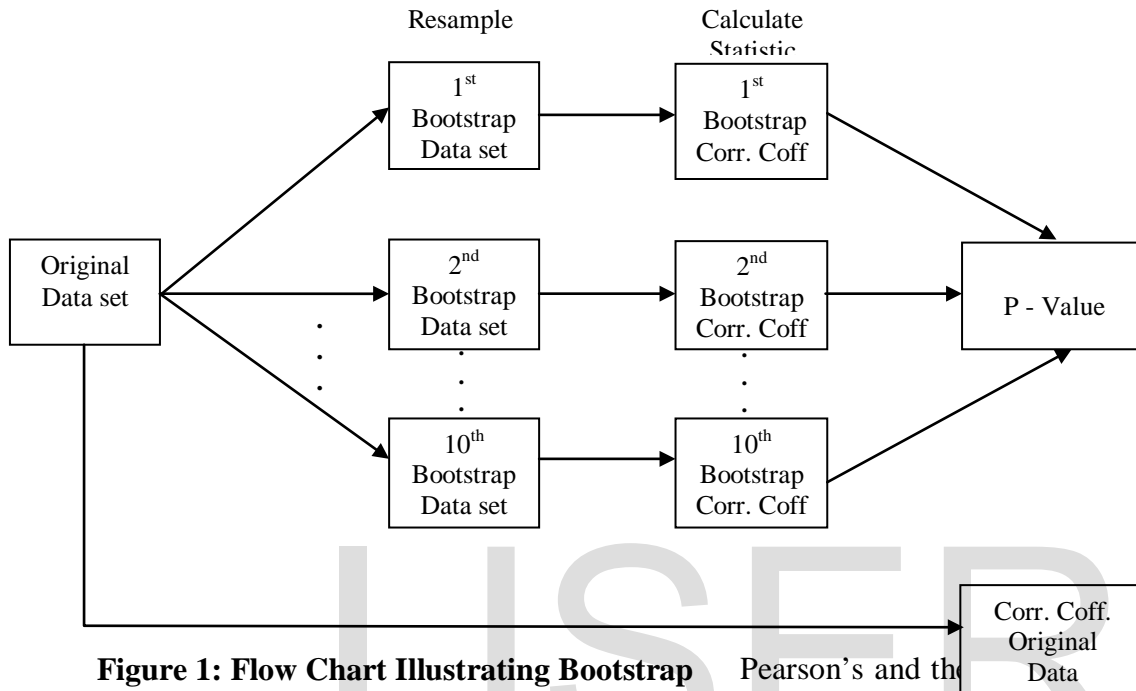 Resample
Calculate
Statistic
1st
Bootstrap
Data set
1st
Bootstrap
Corr. Coff
Original
Data set
2nd
Bootstrap
Data set
2nd
Bootstrap
Corr. Coff
P - Value
10th
Bootstrap
Data set
10th
Bootstrap
Corr. Coff
Corr. Coff.
Original
Data
Figure 1: Flow Chart Illustrating Bootstrap
Pearson's and the
IJSER